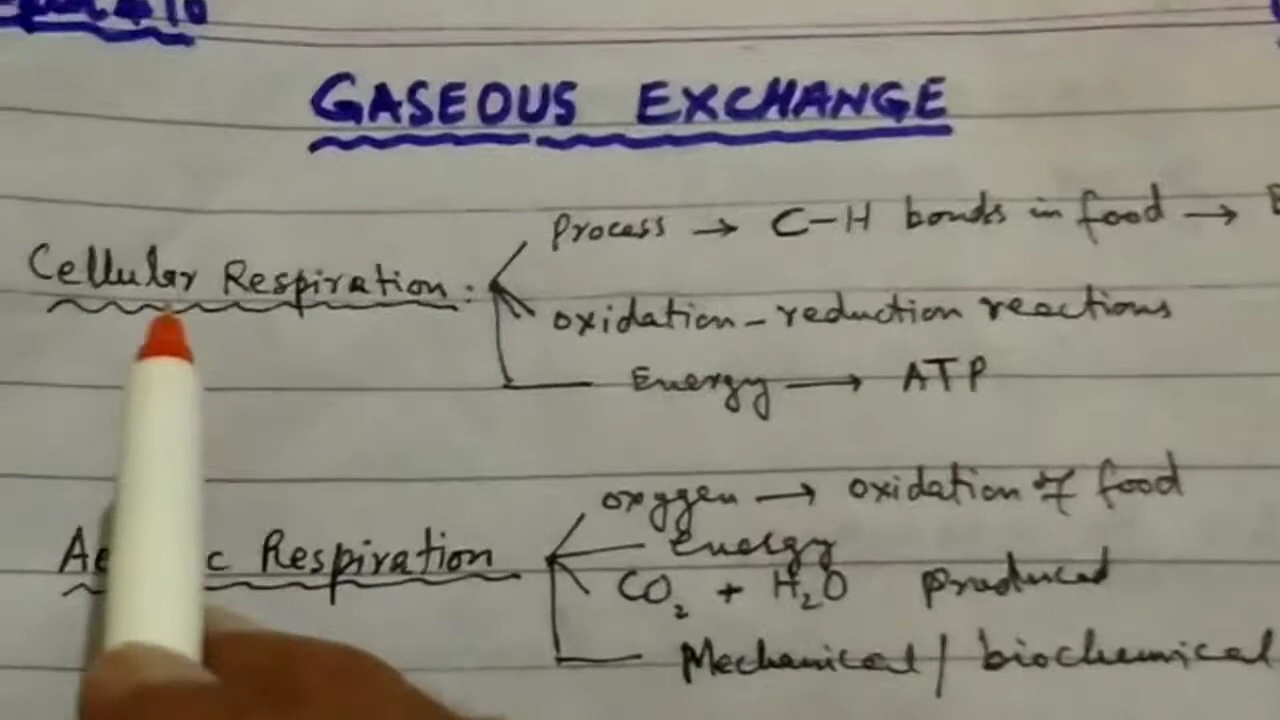 GASEOUS EXCHANGE
Process → C-H bonds in food →
Cellular Respiration :
oxidation - reduction reactions
Energy → ATP
oxygen → oxidation of food
Respiration
energy
CO₂ + H₂O produced
Mechanical / biochemical